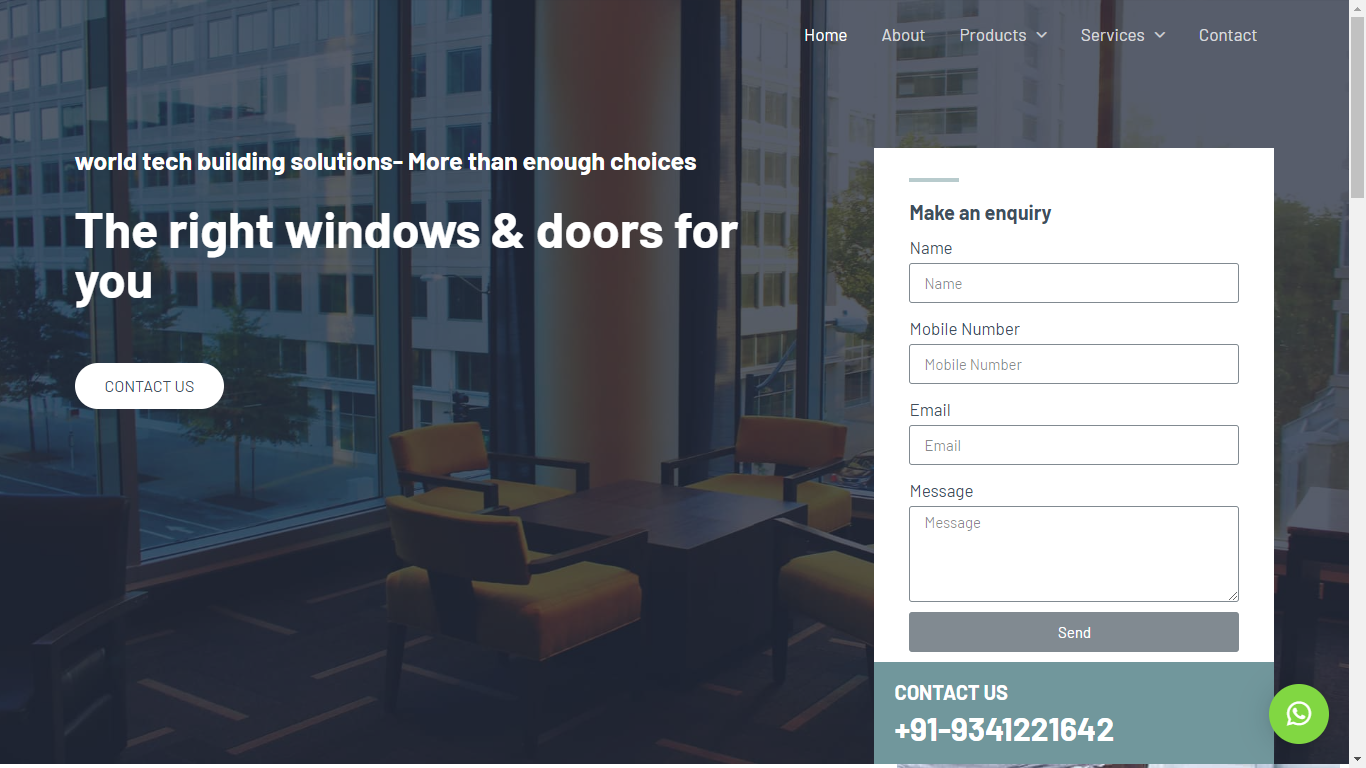 Home About Products Services Contact
world tech building solutions- More than enough choices
The right windows & doors for
you
CONTACT US
Make an enquiry
Name
Name
Mobile Number
Mobile Number
Email
Email
Message
Message
Send
CONTACT US
+91-9341221642